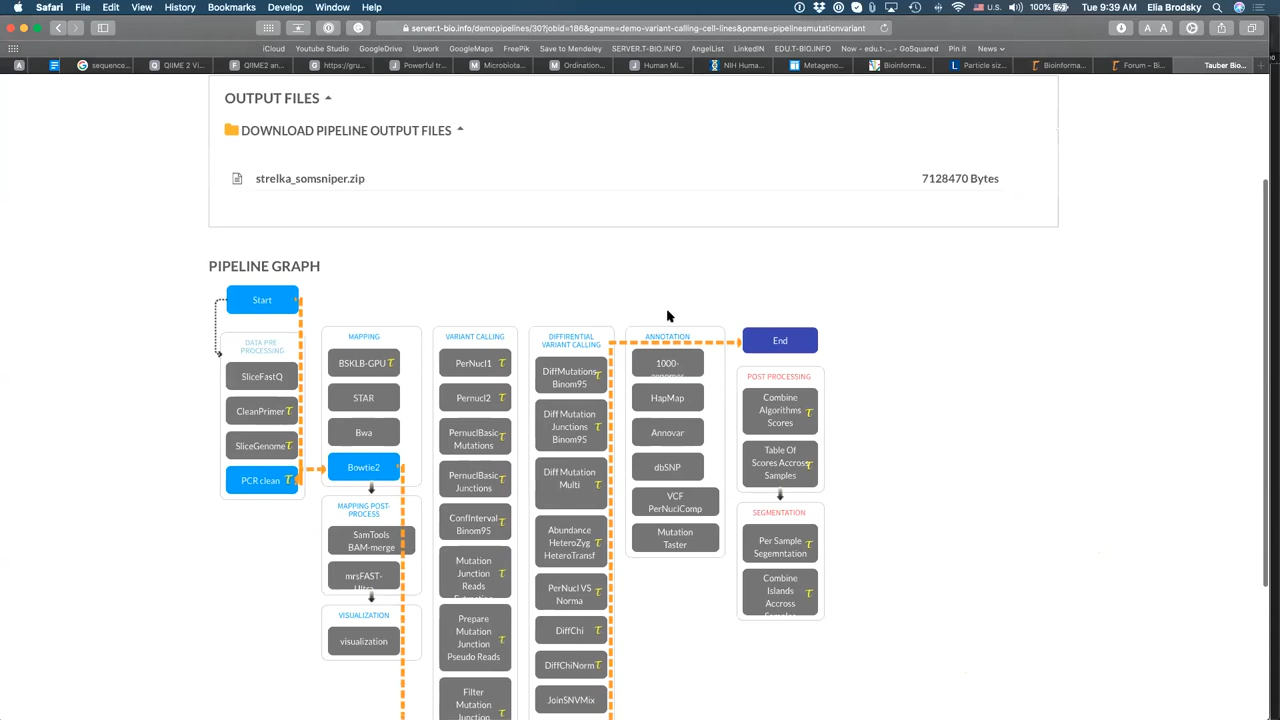 Safari File Edit View History Bookmarks Develop Window Help
U.S. 100% Tue 9:39 AM Elia Brodsky
server.t-bio.info/demopipelines/30?jobid=186&gname=demo-variant-calling-cell-lines&pname=pipelinesmutationvariant
A A
iCloud YouTube Studio GoogleDrive Upwork GoogleMaps FreePik Save to Mendeley SERVER.T-BIO.INFO AngelList LinkedIN EDU.T-BIO.INFO Now – edu.t-... – GoSquared Pin it News
sequence... QIIME 2 Vi... QIIME2 an... https://gru... Powerful tr... Microbiota... Ordination... Human Mi... NIH Human... Metageno... Bioinforma... Particle siz... Bioinforma... Forum – Bi... Tauber Bio...
OUTPUT FILES
DOWNLOAD PIPELINE OUTPUT FILES
strelka_somsniper.zip 7128470 Bytes
PIPELINE GRAPH
Start
DATA PRE
PROCESSING
SliceFastQ
CleanPrimer τ
SliceGenome τ
PCR clean τ
MAPPING
BSKLB-GPU τ
STAR
Bwa
Bowtie2
MAPPING POST-
PROCESS
SamTools
BAM-merge
mrsFAST-
Ultra
VISUALIZATION
visualization
VARIANT CALLING
PerNucl1 τ
Pernucl2 τ
PernuclBasic
Mutations τ
PernuclBasic
Junctions τ
ConfInterval
Binom95 τ
Mutation
Junction
Reads τ
Extraction
Prepare
Mutation
Junction
Pseudo Reads τ
Filter
Mutation
Junction τ
DIFFIRENTIAL
VARIANT CALLING
DiffMutations
Binom95 τ
Diff Mutation
Junctions
Binom95 τ
Diff Mutation
Multi τ
Abundance
HeteroZyg
HeteroTransf τ
PerNucl VS
Norma τ
DiffChi τ
DiffChiNorm τ
JoinSNVMix
ANNOTATION
1000-
HapMap
Annovar
dbSNP
VCF
PerNuclComp
Mutation
Taster
End
POST PROCESSING
Combine
Algorithms
Scores τ
Table Of
Scores Across
Samples τ
SEGMENTATION
Per Sample
Segemntation τ
Combine
Islands
Accross τ
Samples